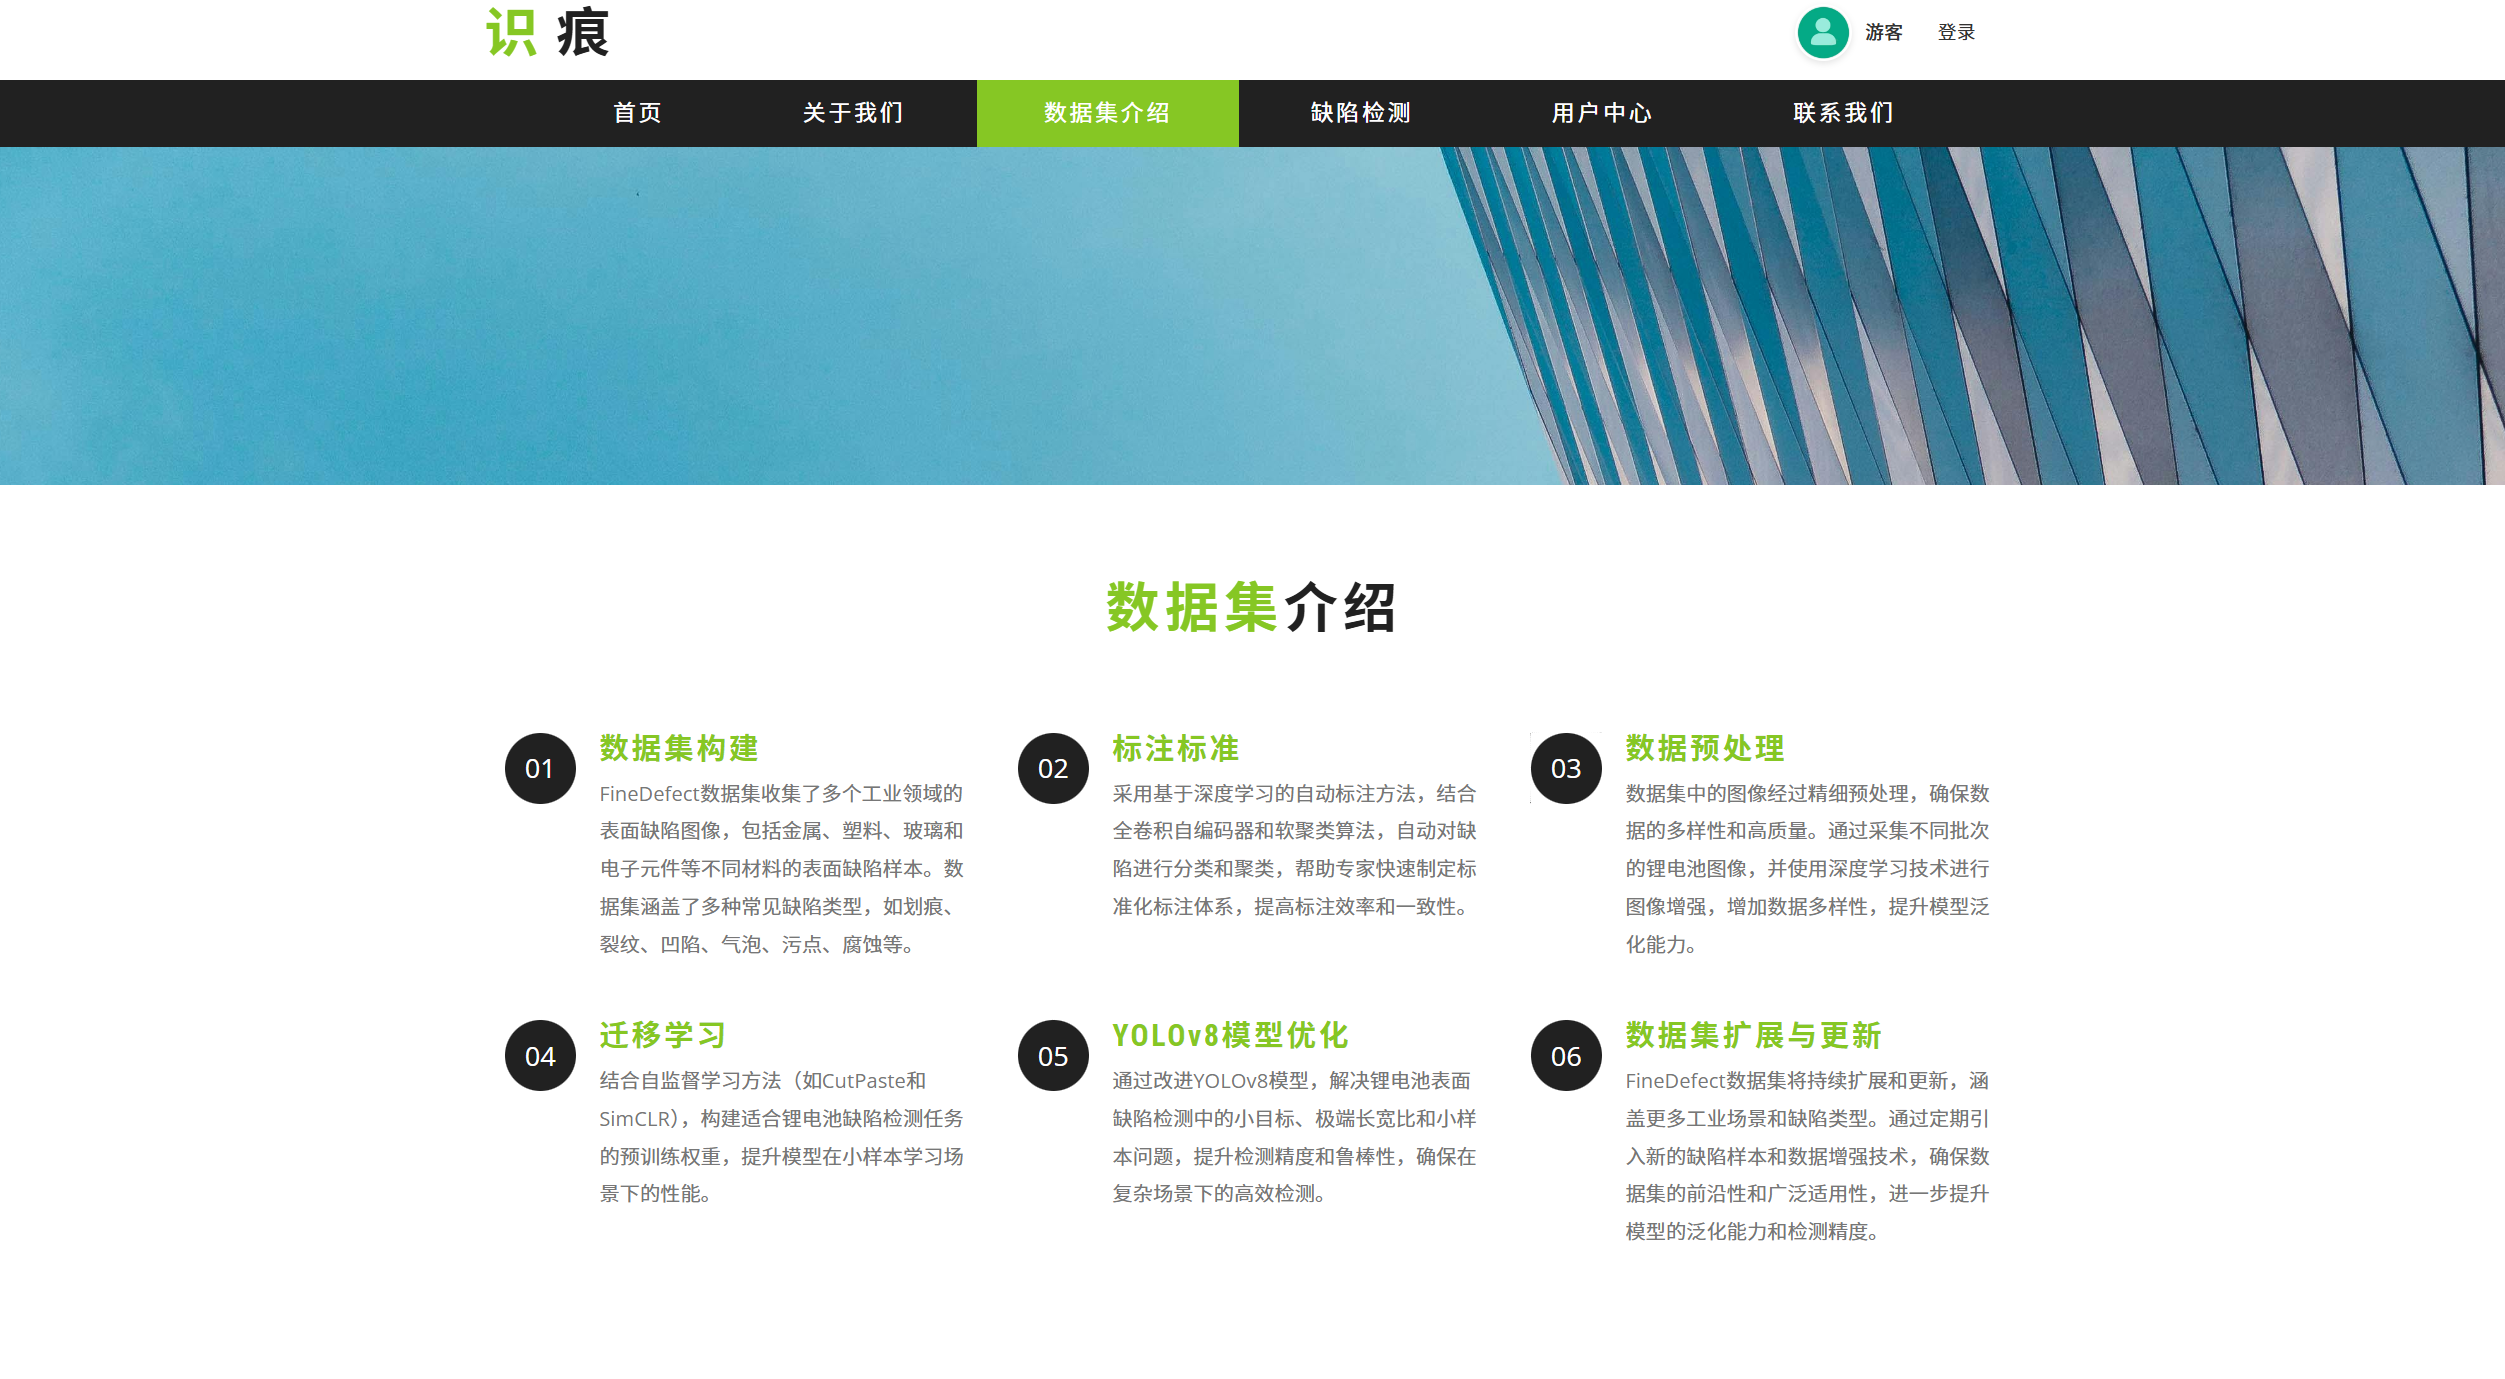 识 痕
游客 登录
首页 关于我们 数据集介绍 缺陷检测 用户中心 联系我们
数据集介绍
01
数据集构建
FineDefect数据集收集了多个工业领域的
表面缺陷图像，包括金属、塑料、玻璃和
电子元件等不同材料的表面缺陷样本。数
据集涵盖了多种常见缺陷类型，如划痕、
裂纹、凹陷、气泡、污点、腐蚀等。
02
标注标准
采用基于深度学习的自动标注方法，结合
全卷积自编码器和软聚类算法，自动对缺
陷进行分类和聚类，帮助专家快速制定标
准化标注体系，提高标注效率和一致性。
03
数据预处理
数据集中的图像经过精细预处理，确保数
据的多样性和高质量。通过采集不同批次
的锂电池图像，并使用深度学习技术进行
图像增强，增加数据多样性，提升模型泛
化能力。
04
迁移学习
结合自监督学习方法（如CutPaste和
SimCLR），构建适合锂电池缺陷检测任务
的预训练权重，提升模型在小样本学习场
景下的性能。
05
YOLOv8模型优化
通过改进YOLOv8模型，解决锂电池表面
缺陷检测中的小目标、极端长宽比和小样
本问题，提升检测精度和鲁棒性，确保在
复杂场景下的高效检测。
06
数据集扩展与更新
FineDefect数据集将持续扩展和更新，涵
盖更多工业场景和缺陷类型。通过定期引
入新的缺陷样本和数据增强技术，确保数
据集的前沿性和广泛适用性，进一步提升
模型的泛化能力和检测精度。